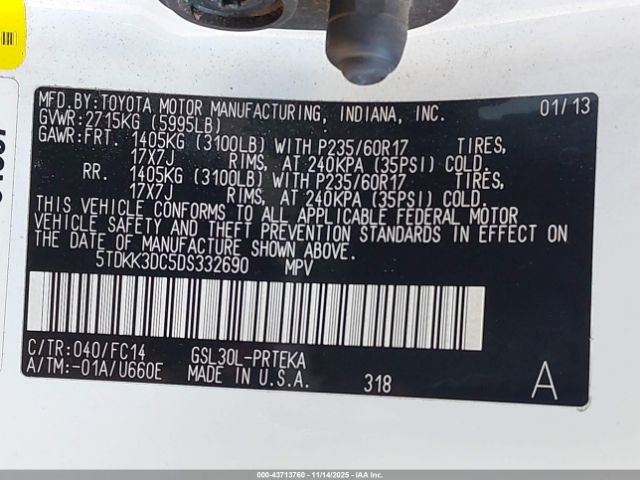 MFD.BY:TOYOTA MOTOR MANUFACTURING, INDIANA, INC. 01/13
GVWR:2715KG (5995LB)
GAWR:FRT. 1405KG (3100LB) WITH P235/60R17 TIRES,
17X7J RIMS, AT 240KPA (35PSI) COLD.
RR. 1405KG (3100LB) WITH P235/60R17 TIRES,
17X7J RIMS, AT 240KPA (35PSI) COLD.
THIS VEHICLE CONFORMS TO ALL APPLICABLE FEDERAL MOTOR
VEHICLE SAFETY AND THEFT PREVENTION STANDARDS IN EFFECT ON
THE DATE OF MANUFACTURE SHOWN ABOVE.
5TDKK3DC5DS332690 MPV
C/TR:040/FC14 GSL30L-PRTEKA
A/TM:-01A/U660E MADE IN U.S.A. 318 A
000-43713760 - 11/14/2025 - IAAI.COM